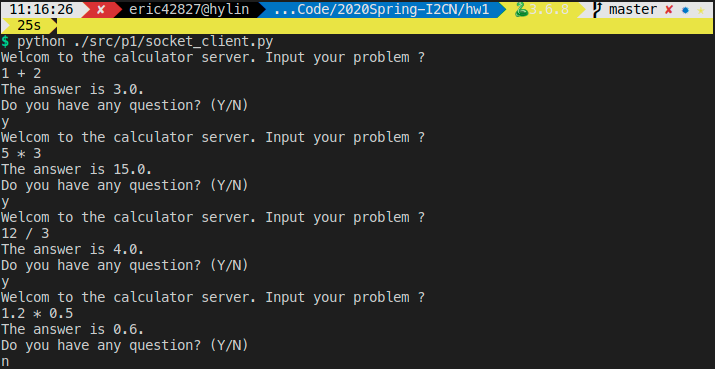 11:16:26 ✘ eric42827@hylin ...Code/2020Spring-I2CN/hw1 🐍3.6.8 master ✘ ✹ ★
25s
$ python ./src/p1/socket_client.py
Welcom to the calculator server. Input your problem ?
1 + 2
The answer is 3.0.
Do you have any question? (Y/N)
y
Welcom to the calculator server. Input your problem ?
5 * 3
The answer is 15.0.
Do you have any question? (Y/N)
y
Welcom to the calculator server. Input your problem ?
12 / 3
The answer is 4.0.
Do you have any question? (Y/N)
y
Welcom to the calculator server. Input your problem ?
1.2 * 0.5
The answer is 0.6.
Do you have any question? (Y/N)
n